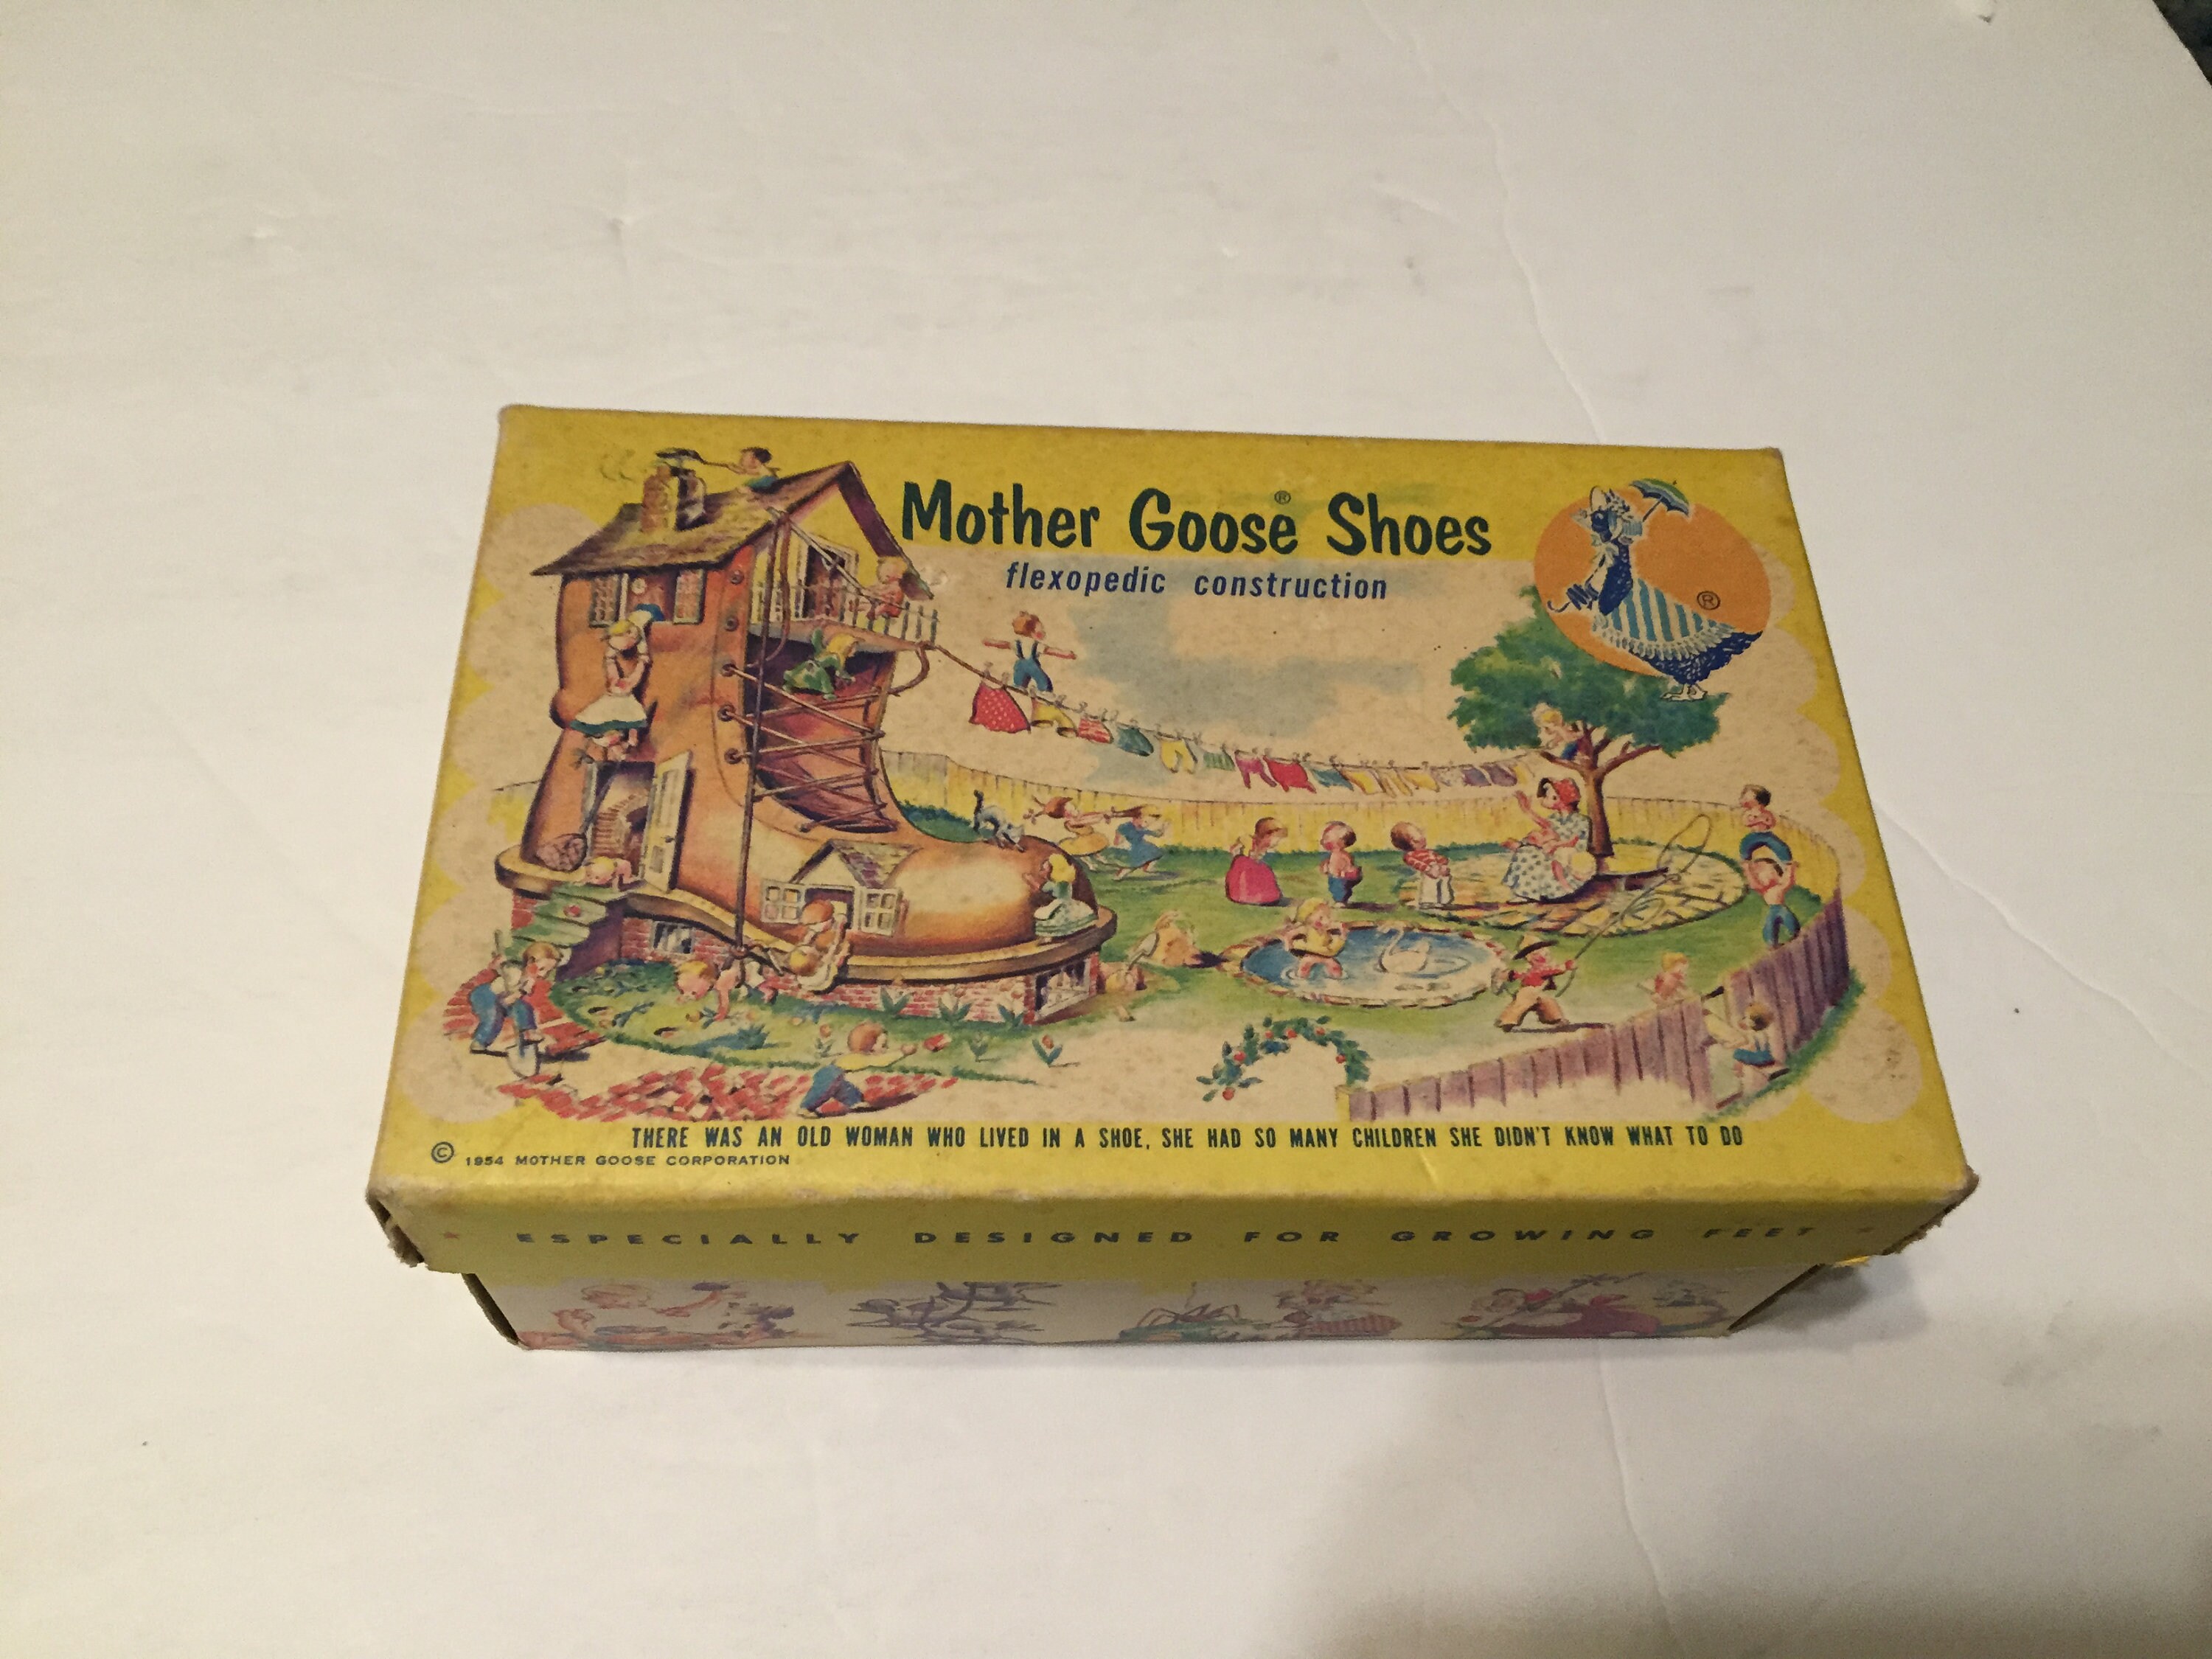 Mother Goose® Shoes
flexopedic construction
®
THERE WAS AN OLD WOMAN WHO LIVED IN A SHOE, SHE HAD SO MANY CHILDREN SHE DIDN'T KNOW WHAT TO DO
© 1954 MOTHER GOOSE CORPORATION
ESPECIALLY DESIGNED FOR GROWING FEET